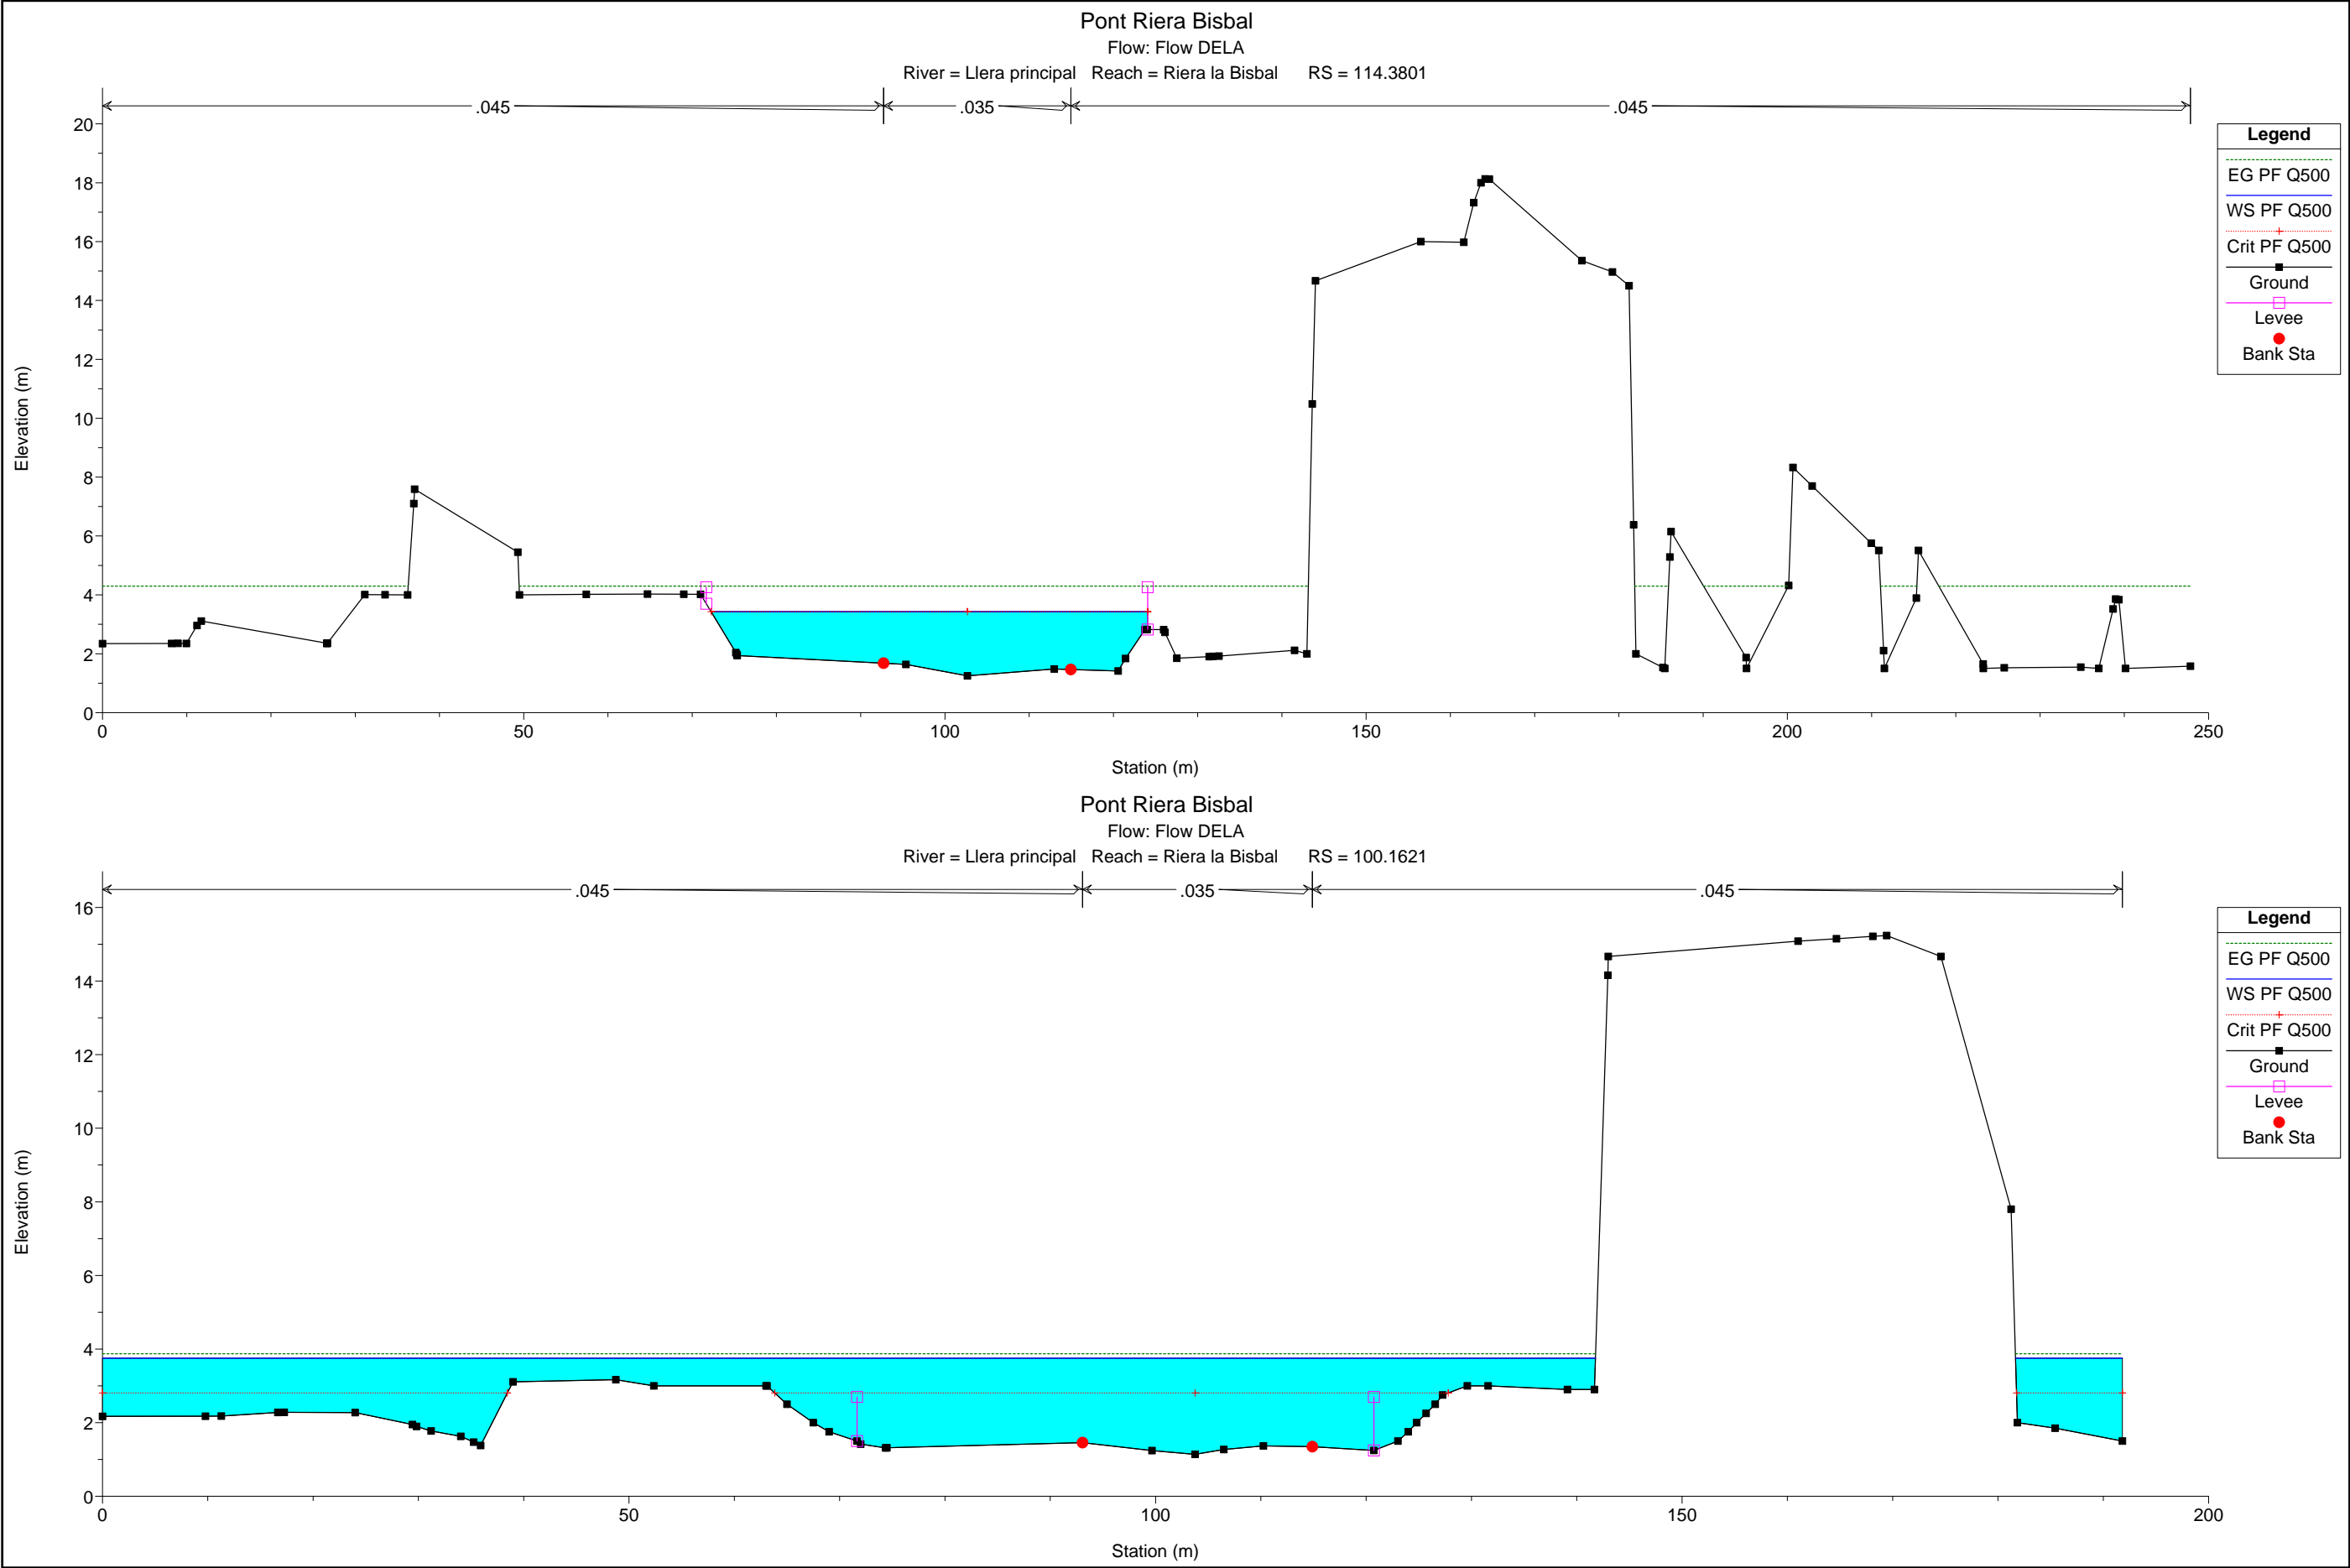 Pont Riera Bisbal
Flow: Flow DELA
River = Llera principal Reach = Riera la Bisbal RS = 114.3801
.045 .035 .045
Legend
EG PF Q500
WS PF Q500
Crit PF Q500
Ground
Levee
Bank Sta
20
18
16
14
12
10
8
6
4
2
0
Elevation (m)
0 50 100 150 200 250
Station (m)
Pont Riera Bisbal
Flow: Flow DELA
River = Llera principal Reach = Riera la Bisbal RS = 100.1621
.045 .035 .045
Legend
EG PF Q500
WS PF Q500
Crit PF Q500
Ground
Levee
Bank Sta
16
14
12
10
8
6
4
2
0
Elevation (m)
0 50 100 150 200
Station (m)